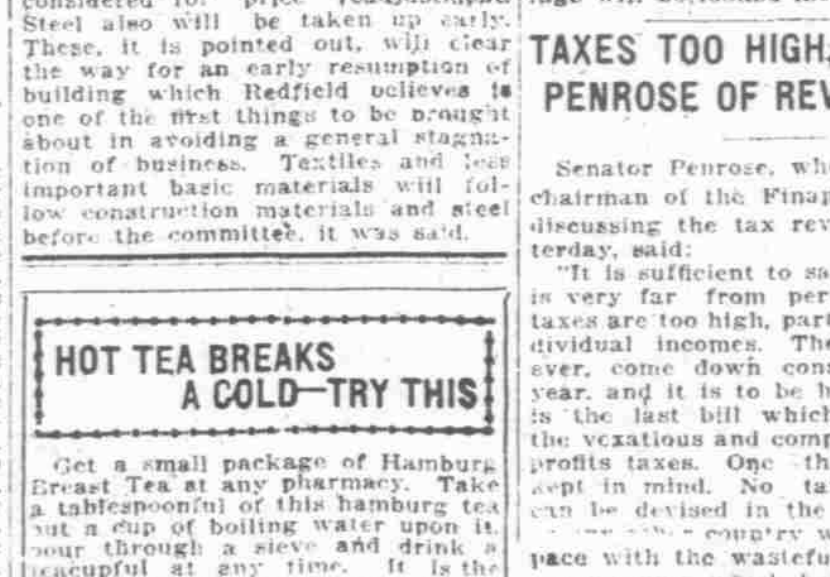 Steel also will be taken up early.
These, it is pointed out, will clear
the way for an early resumption of
building which Redfield believes is
one of the first things to be brought
about in avoiding a general stagna-
tion of business. Textiles and less
important basic materials will fol-
low construction materials and steel
before the committee, it was said.
HOT TEA BREAKS
A COLD—TRY THIS
Get a small package of Hamburg
Breast Tea at any pharmacy. Take
a tablespoonful of this hamburg tea
put a cup of boiling water upon it,
pour through a sieve and drink a
teacupful at any time. It is the
TAXES TOO HIGH,
PENROSE OF REV
Senator Penrose, wh
chairman of the Finan
discussing the tax rev
terday, said:
"It is sufficient to sa
is very far from per
taxes are too high, par
dividual incomes. The
ever, come down cons
year, and it is to be h
is the last bill which
the vexatious and comp
profits taxes. One th
kept in mind. No ta
can be devised in the
country w
pace with the wastefu